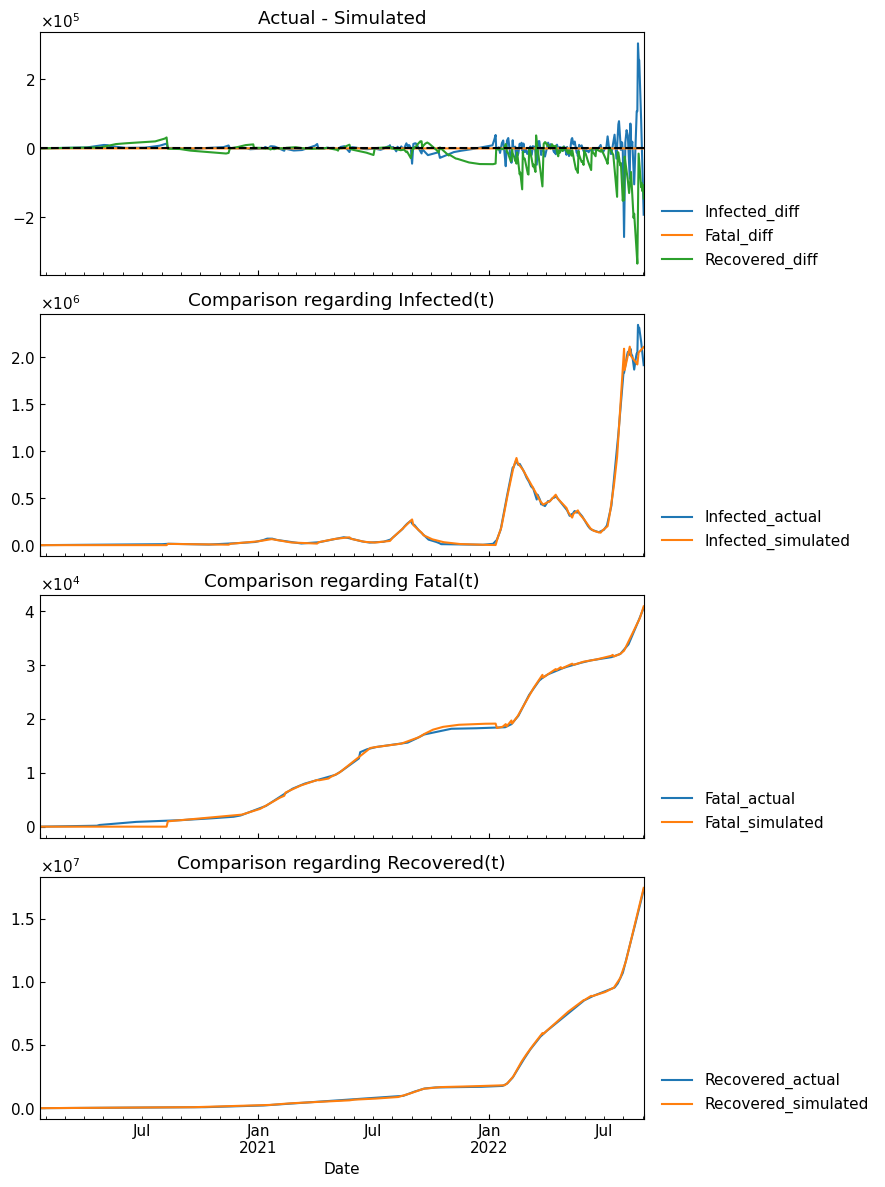 ×10⁵
Actual - Simulated
2
0
−2
Infected_diff
Fatal_diff
Recovered_diff
×10⁶
Comparison regarding Infected(t)
2.0
1.5
1.0
0.5
0.0
Infected_actual
Infected_simulated
×10⁴
Comparison regarding Fatal(t)
4
3
2
1
0
Fatal_actual
Fatal_simulated
×10⁷
Comparison regarding Recovered(t)
1.5
1.0
0.5
0.0
Recovered_actual
Recovered_simulated
Jul Jan Jul Jan Jul
2021 2022
Date